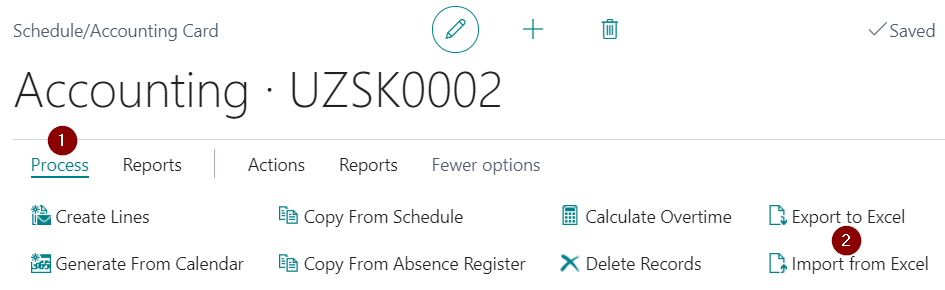 Schedule/Accounting Card
Saved
Accounting · UZSK0002
1
Process Reports Actions Reports Fewer options
Create Lines Copy From Schedule Calculate Overtime Export to Excel
2
365 Generate From Calendar Copy From Absence Register Delete Records Import from Excel